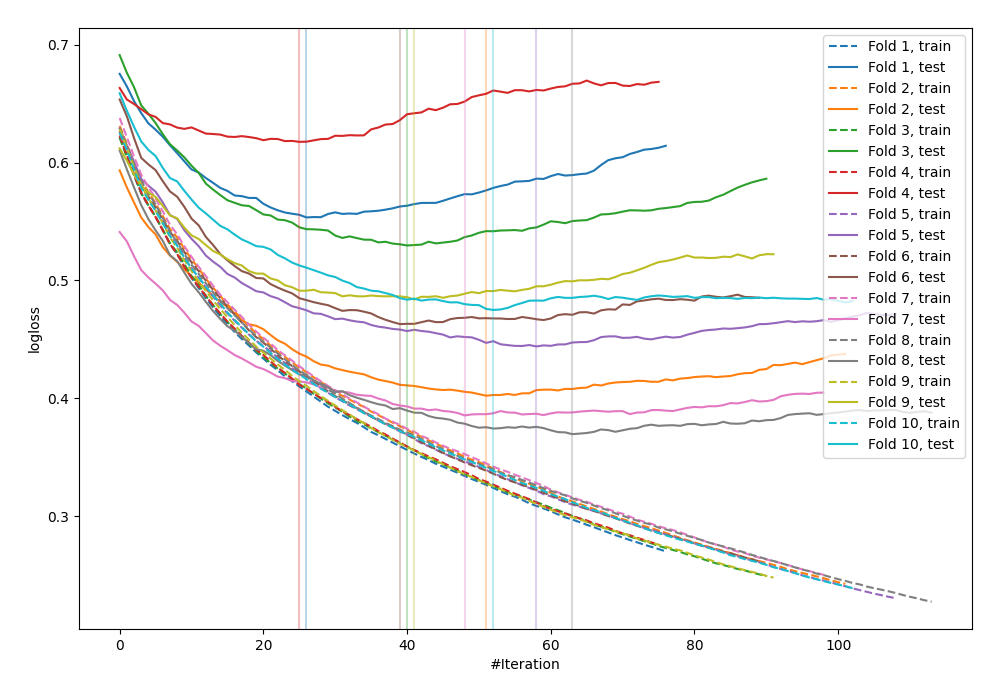 0.7
0.6
0.5
0.4
0.3
logloss
0
20
40
60
80
100
#Iteration
Fold 1, train
Fold 1, test
Fold 2, train
Fold 2, test
Fold 3, train
Fold 3, test
Fold 4, train
Fold 4, test
Fold 5, train
Fold 5, test
Fold 6, train
Fold 6, test
Fold 7, train
Fold 7, test
Fold 8, train
Fold 8, test
Fold 9, train
Fold 9, test
Fold 10, train
Fold 10, test